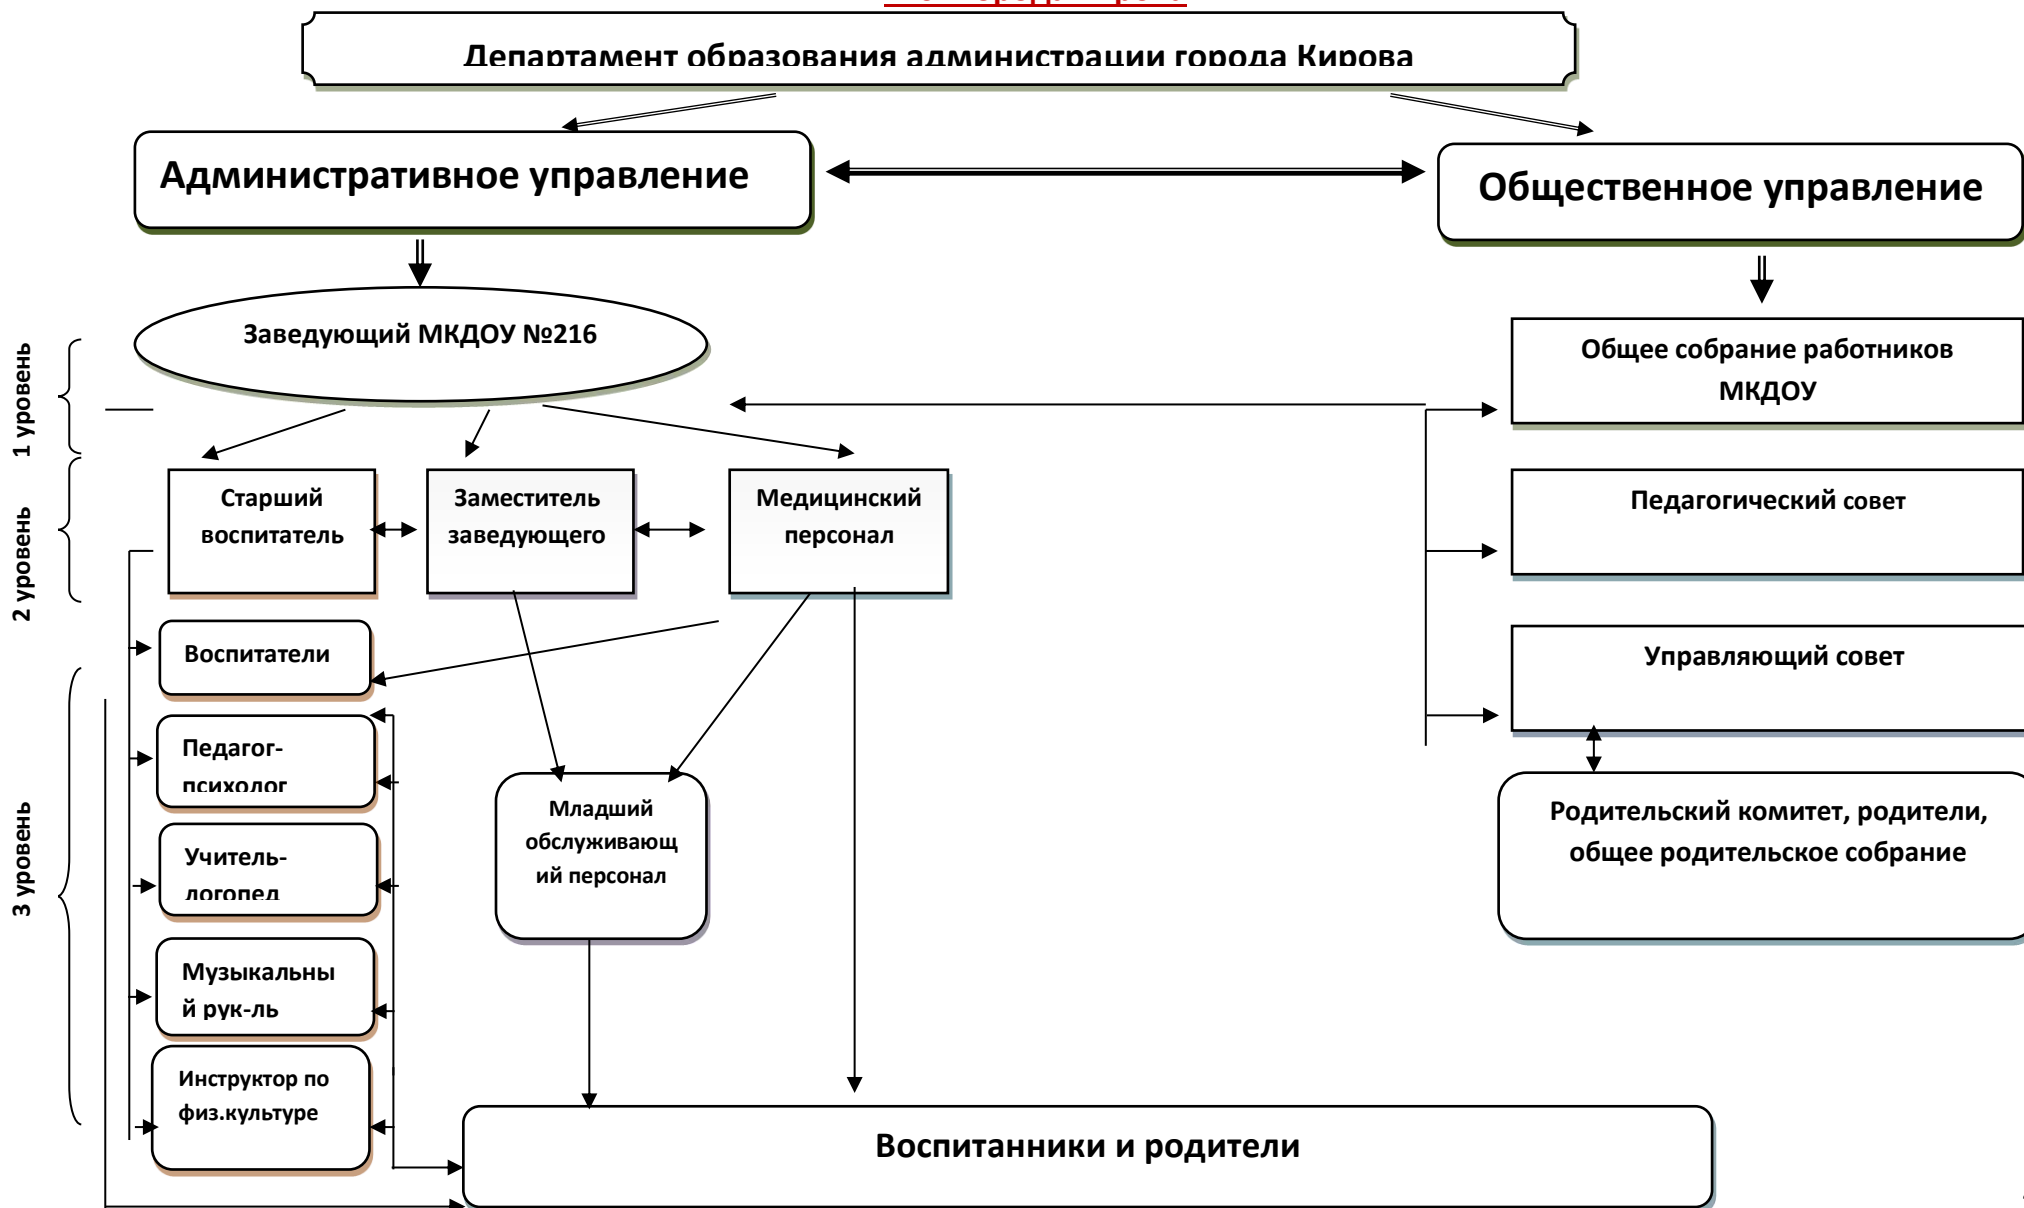 Департамент образования администрации города Кирова
Административное управление
Общественное управление
Заведующий МКДОУ №216
Общее собрание работников
МКДОУ
1 уровень
Старший
воспитатель
Заместитель
заведующего
Медицинский
персонал
Педагогический совет
2 уровень
Воспитатели
Управляющий совет
Педагог-
психолог
Младший
обслуживающ
ий персонал
Родительский комитет, родители,
общее родительское собрание
3 уровень
Учитель-
логопед
Музыкальны
й рук-ль
Инструктор по
физ.культуре
Воспитанники и родители